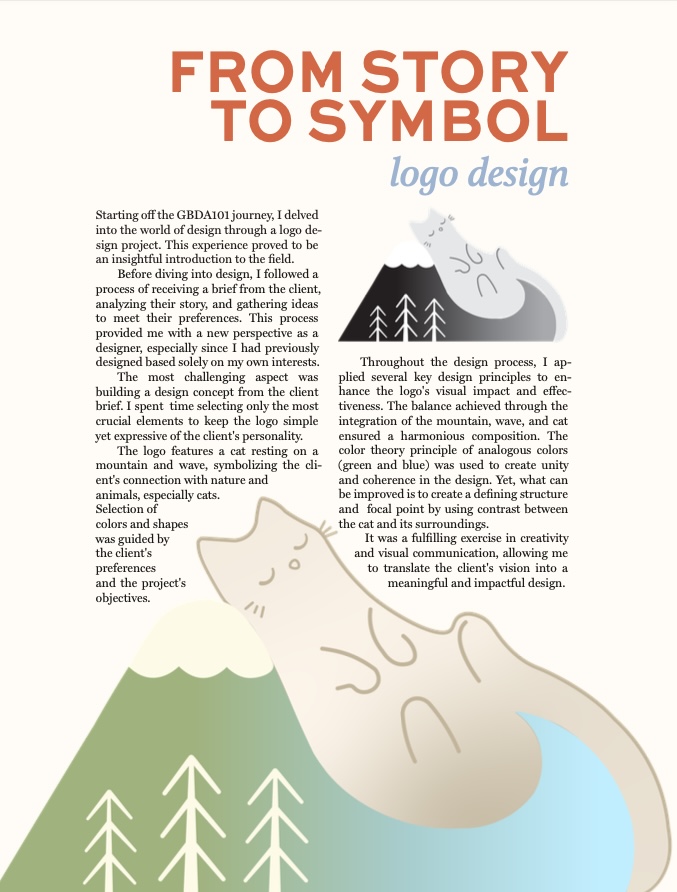 FROM STORY
TO SYMBOL
logo design
Starting off the GBDA101 journey, I delved
into the world of design through a logo de-
sign project. This experience proved to be
an insightful introduction to the field.
Before diving into design, I followed a
process of receiving a brief from the client,
analyzing their story, and gathering ideas
to meet their preferences. This process
provided me with a new perspective as a
designer, especially since I had previously
designed based solely on my own interests.
The most challenging aspect was
building a design concept from the client
brief. I spent time selecting only the most
crucial elements to keep the logo simple
yet expressive of the client's personality.
The logo features a cat resting on a
mountain and wave, symbolizing the cli-
ent's connection with nature and
animals, especially cats.
Selection of
colors and shapes
was guided by
the client's
preferences
and the project's
objectives.
Throughout the design process, I ap-
plied several key design principles to en-
hance the logo's visual impact and effec-
tiveness. The balance achieved through the
integration of the mountain, wave, and cat
ensured a harmonious composition. The
color theory principle of analogous colors
(green and blue) was used to create unity
and coherence in the design. Yet, what can
be improved is to create a defining structure
and focal point by using contrast between
the cat and its surroundings.
It was a fulfilling exercise in creativity
and visual communication, allowing me
to translate the client's vision into a
meaningful and impactful design.